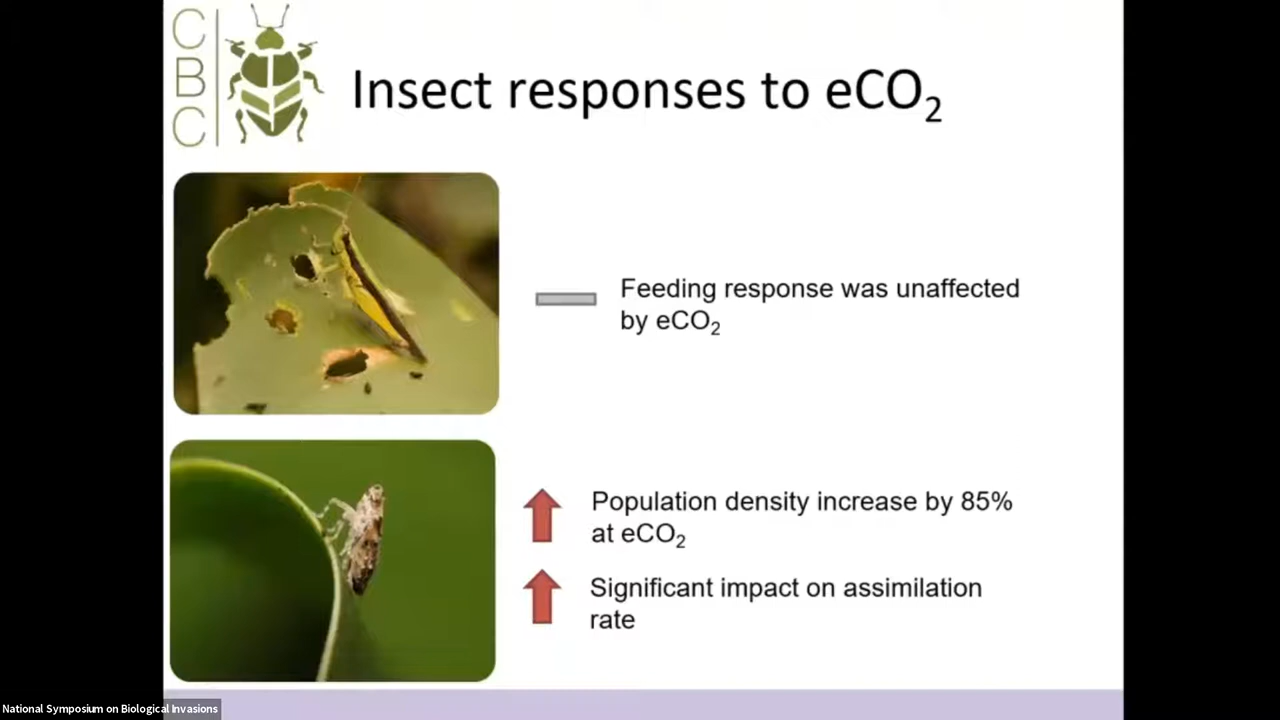 C
B
C
Insect responses to eCO₂
Feeding response was unaffected
by eCO₂
Population density increase by 85%
at eCO₂
Significant impact on assimilation
rate
National Symposium on Biological Invasions